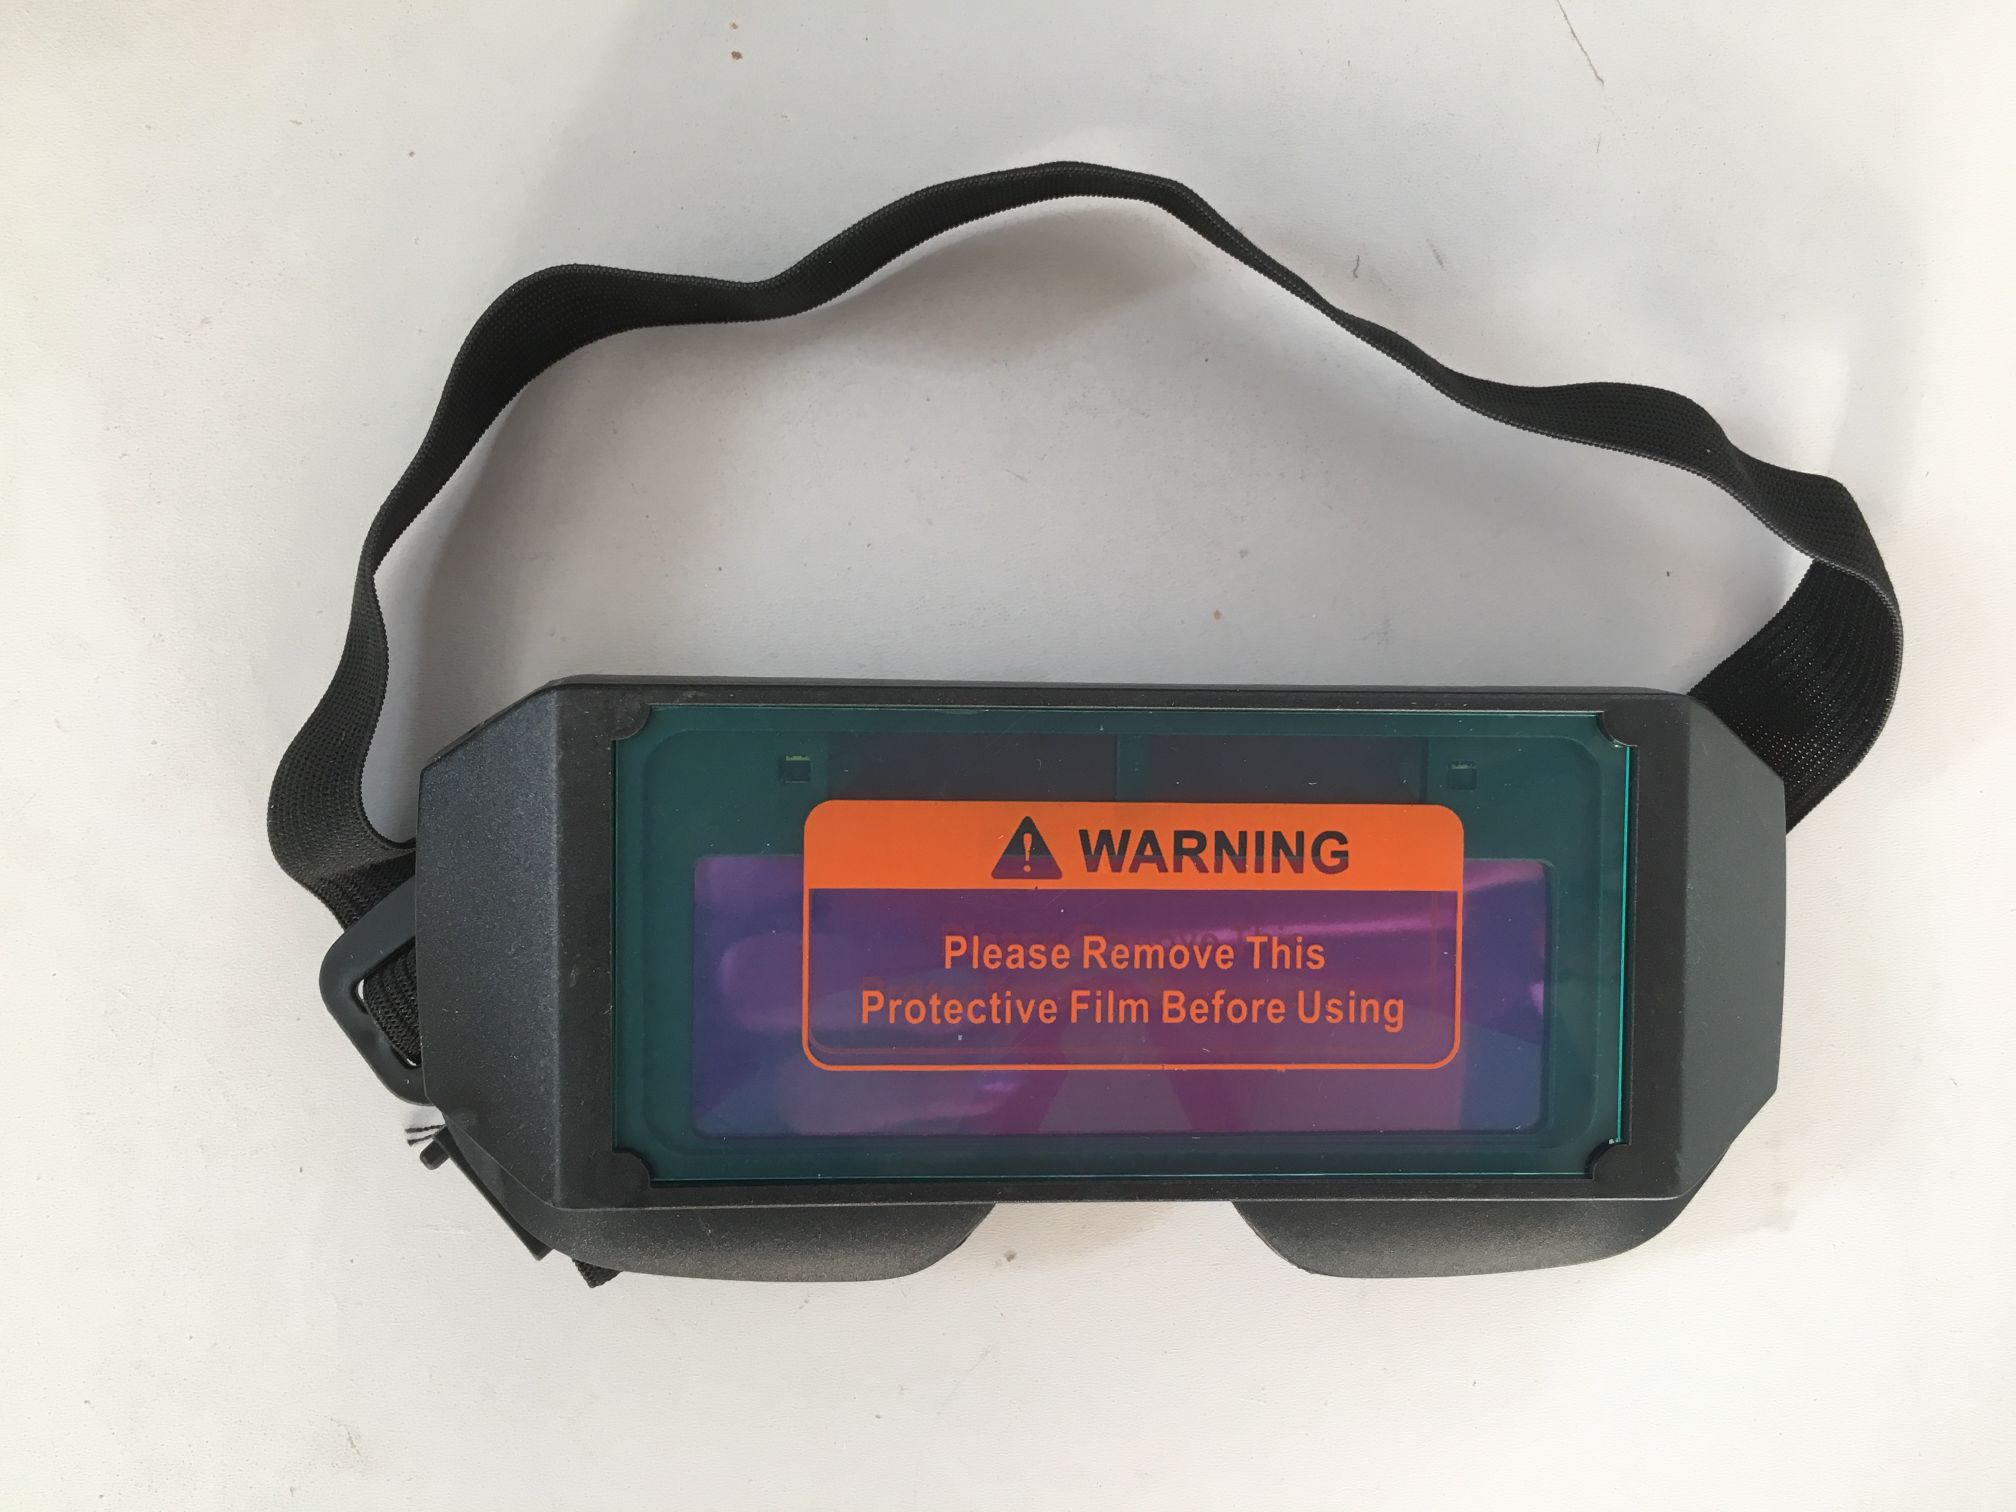 WARNING
Please Remove This
Protective Film Before Using